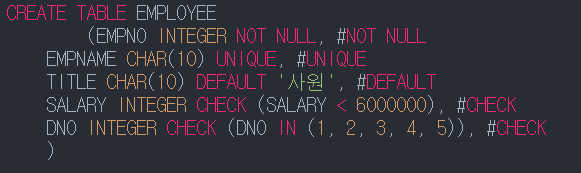 CREATE TABLE EMPLOYEE
(EMPNO INTEGER NOT NULL, #NOT NULL
EMPNAME CHAR(10) UNIQUE, #UNIQUE
TITLE CHAR(10) DEFAULT '사원', #DEFAULT
SALARY INTEGER CHECK (SALARY < 6000000), #CHECK
DNO INTEGER CHECK (DNO IN (1, 2, 3, 4, 5)), #CHECK
)